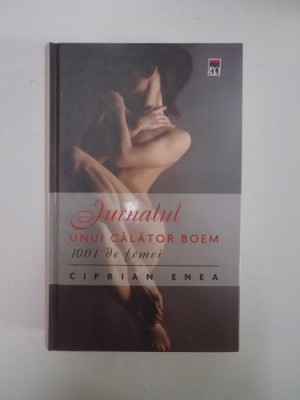 Jurnalul
UNUI CĂLĂTOR BOEM
1001 de femei
CIPRIAN ENEA